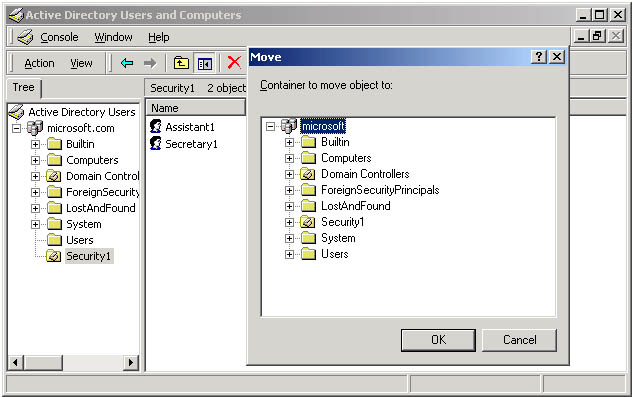 Active Directory Users and Computers
Console Window Help
Action View
Tree
Security1 2 object
Active Directory Users
microsoft.com
Builtin
Computers
Domain Control
ForeignSecurity
LostAndFound
System
Users
Security1
Name
Assistant1
Secretary1
Move
Container to move object to:
microsoft
Builtin
Computers
Domain Controllers
ForeignSecurityPrincipals
LostAndFound
Security1
System
Users
OK Cancel